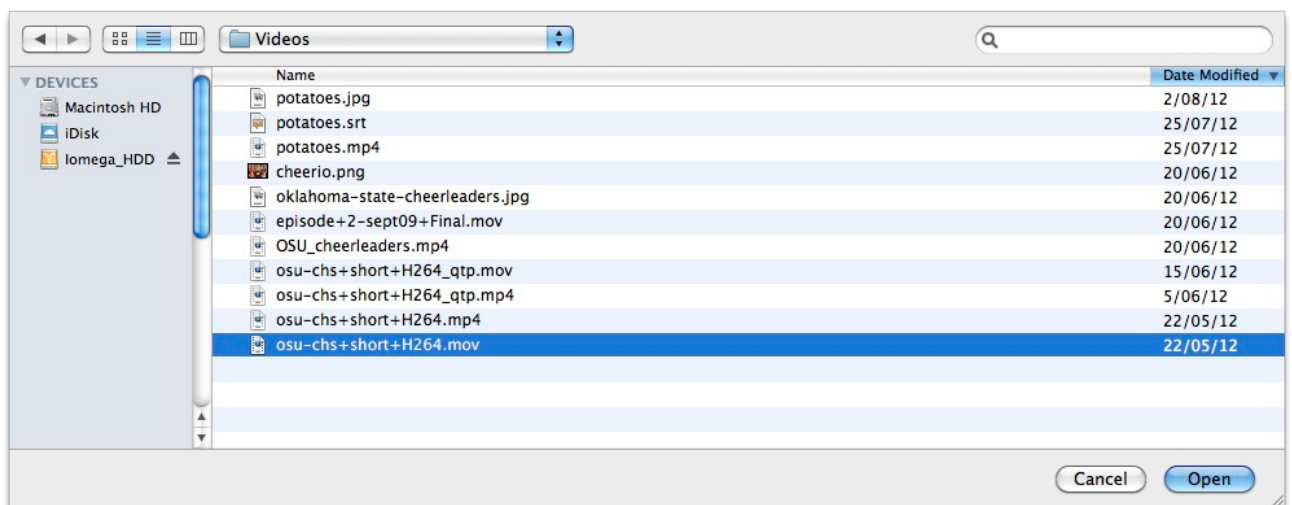 Videos
Name Date Modified
DEVICES
Macintosh HD
iDisk
Iomega_HDD
potatoes.jpg 2/08/12
potatoes.srt 25/07/12
potatoes.mp4 25/07/12
cheerio.png 20/06/12
oklahoma-state-cheerleaders.jpg 20/06/12
episode+2-sept09+Final.mov 20/06/12
OSU_cheerleaders.mp4 20/06/12
osu-chs+short+H264_qtp.mov 15/06/12
osu-chs+short+H264_qtp.mp4 5/06/12
osu-chs+short+H264.mp4 22/05/12
osu-chs+short+H264.mov 22/05/12
Cancel Open